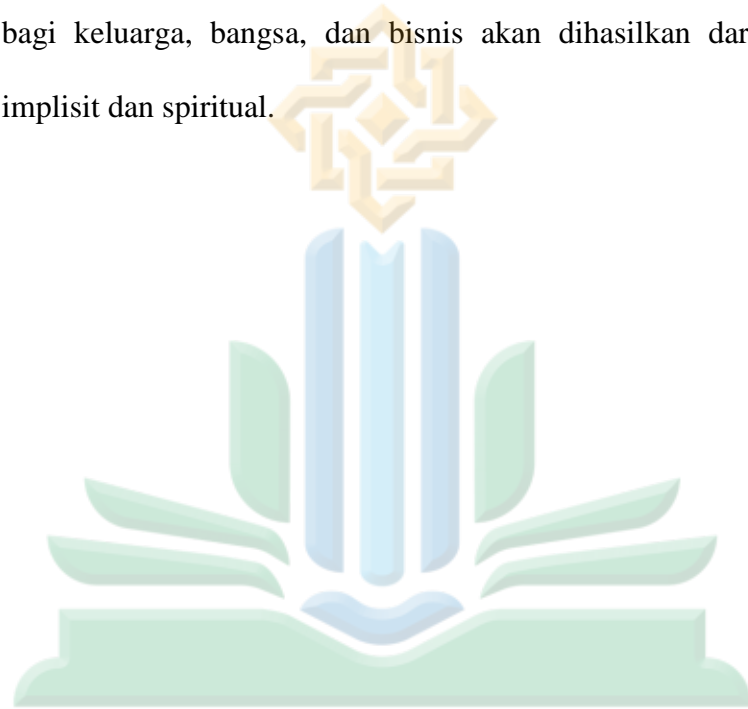 bagi keluarga, bangsa, dan bisnis akan dihasilkan dar
implisit dan spiritual.